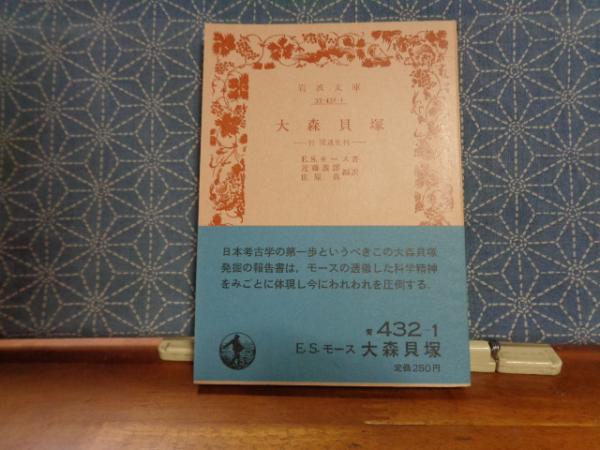 岩波文庫
33-432-1
大森貝塚
——付 関連史料——
E.S.モース著
近藤義郎
佐原真 編訳
日本考古学の第一歩というべきこの大森貝塚
発掘の報告書は、モースの透徹した科学精神
をみごとに体現し今にわれわれを圧倒する。
青 432-1
E.S.モース 大森貝塚
定価250円